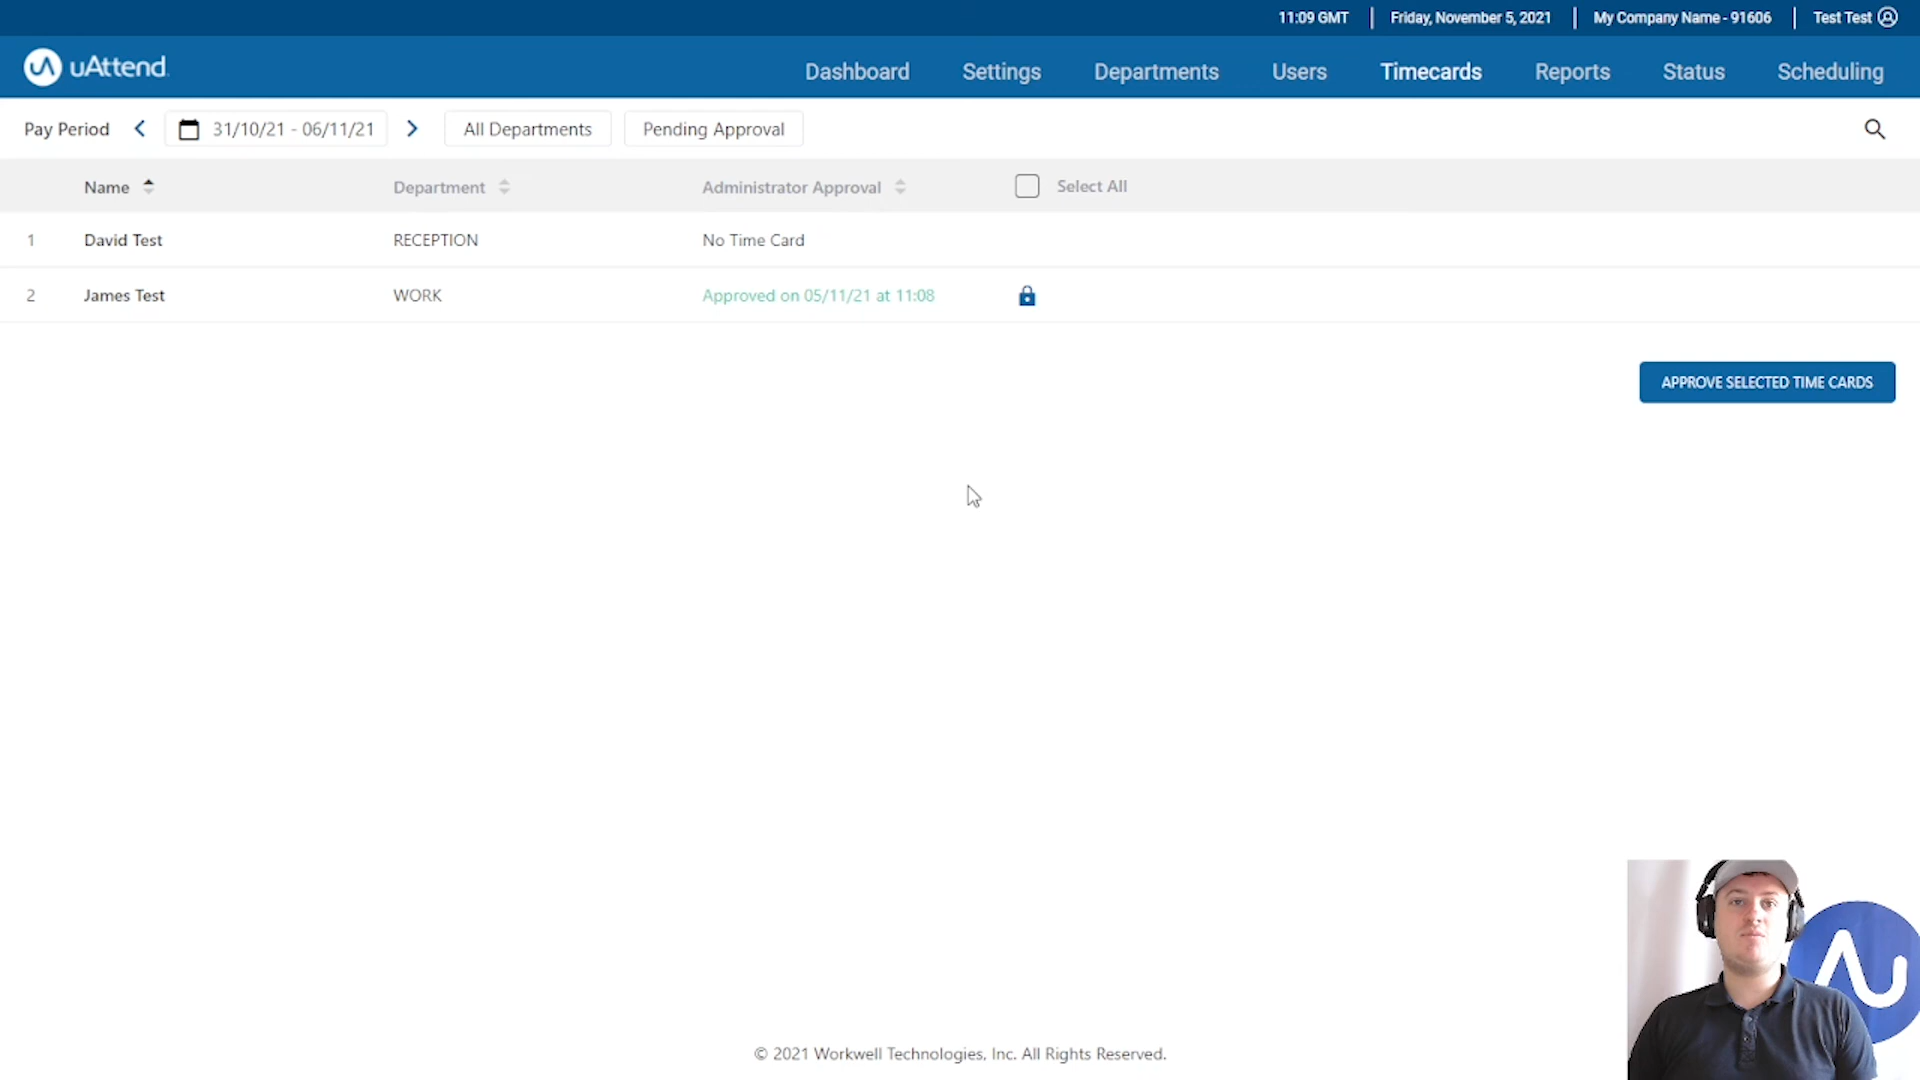 11:09 GMT | Friday, November 5, 2021 | My Company Name - 91606 | Test Test
uAttend
Dashboard Settings Departments Users Timecards Reports Status Scheduling
Pay Period 31/10/21 - 06/11/21 All Departments Pending Approval
Name Department Administrator Approval Select All
1 David Test RECEPTION No Time Card
2 James Test WORK Approved on 05/11/21 at 11:08
APPROVE SELECTED TIME CARDS
© 2021 Workwell Technologies, Inc. All Rights Reserved.